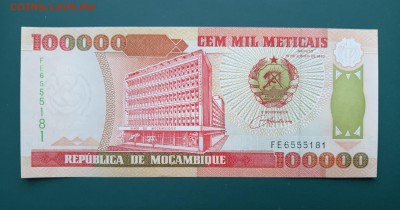 100000
CEM MIL METICAIS
FE6555181
FE6555181
REPÚBLICA DE MOÇAMBIQUE
100000